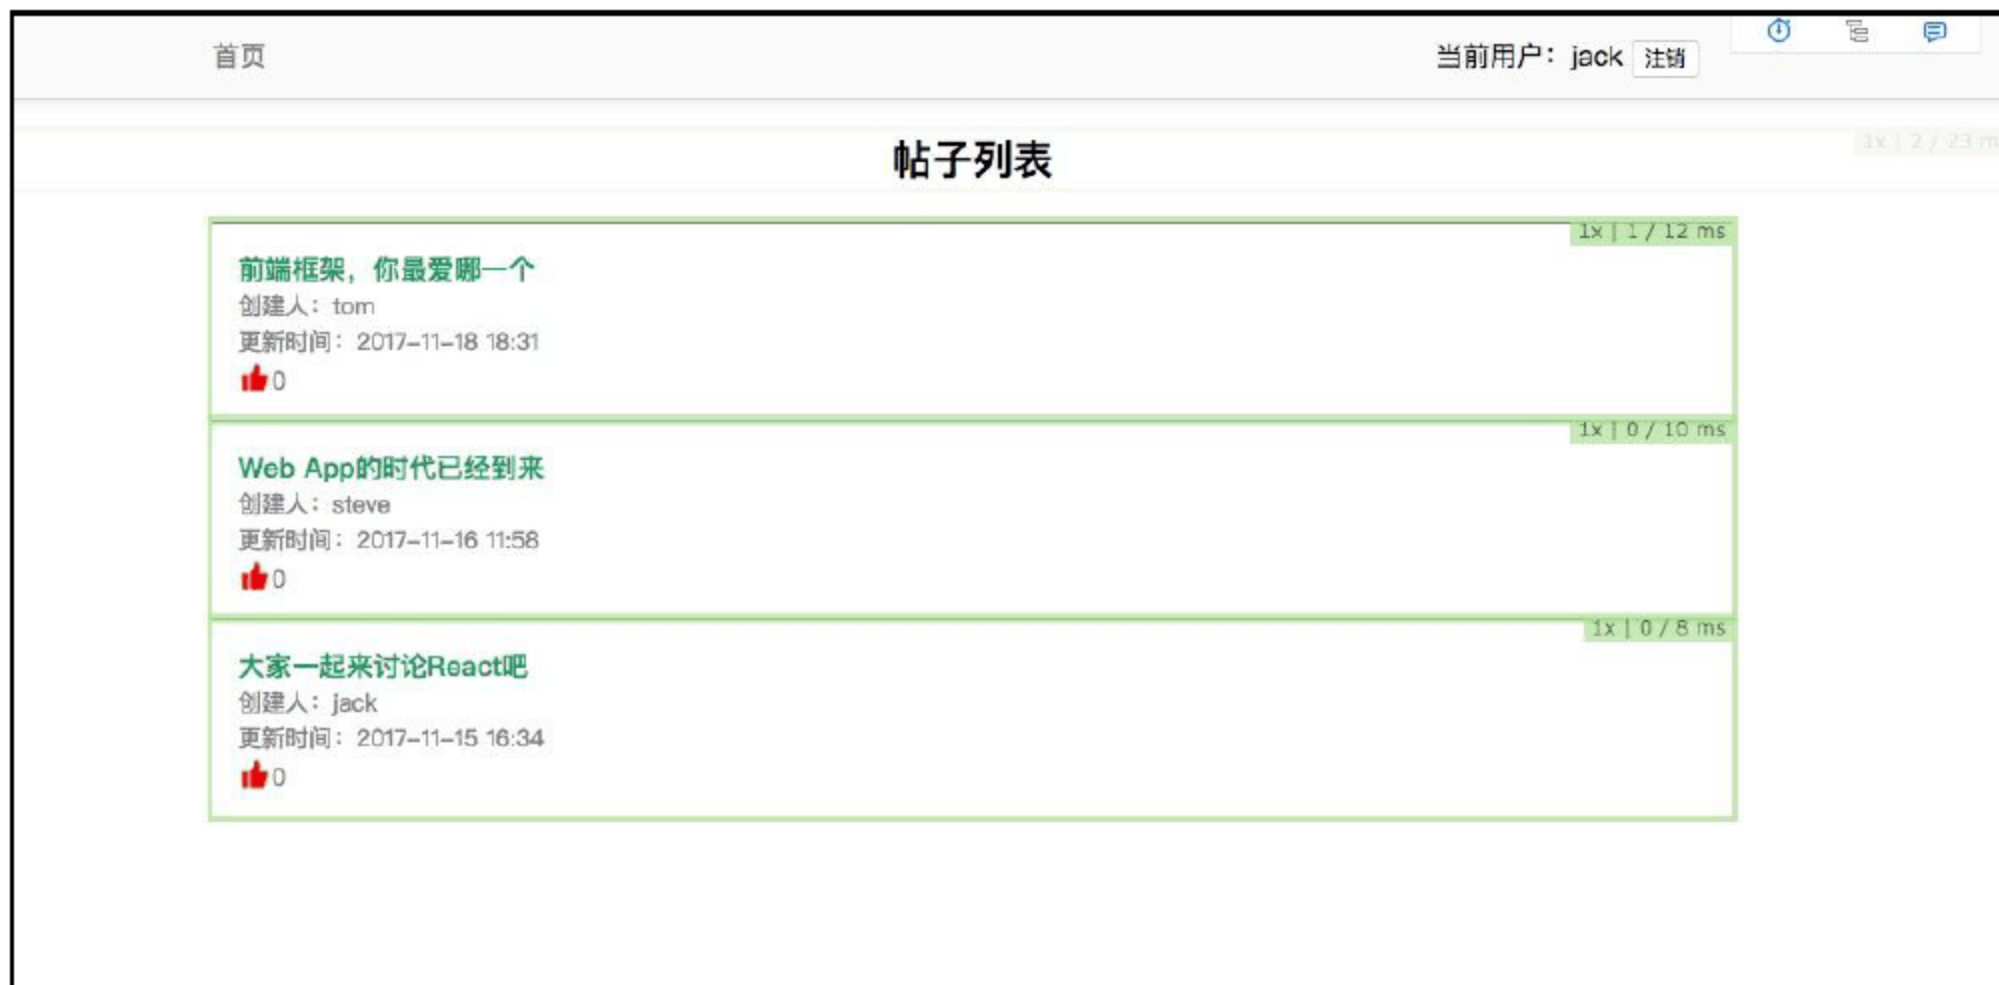 首页
当前用户：jack 注销
帖子列表
1x | 2 / 23 m
1x | 1 / 12 ms
前端框架，你最爱哪一个
创建人：tom
更新时间：2017-11-18 18:31
0
1x | 0 / 10 ms
Web App的时代已经到来
创建人：steve
更新时间：2017-11-16 11:58
0
1x | 0 / 8 ms
大家一起来讨论React吧
创建人：jack
更新时间：2017-11-15 16:34
0